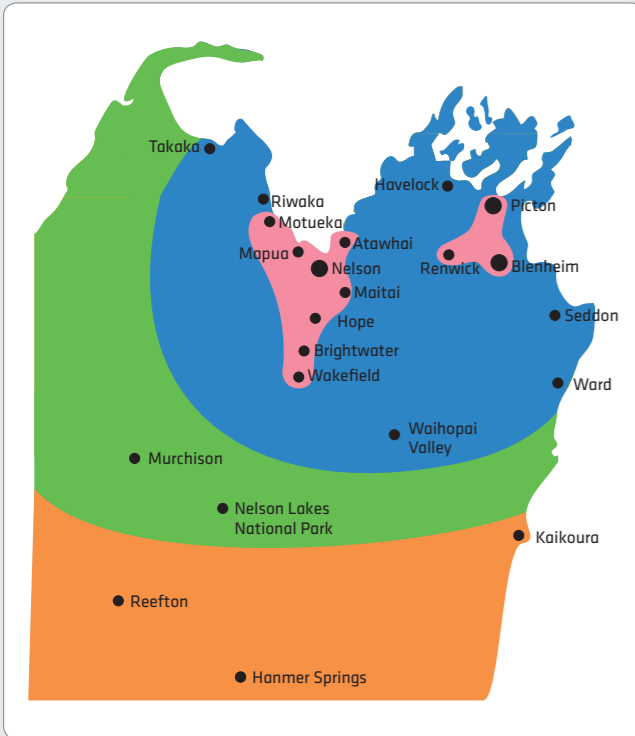 Takaka
Havelock
Riwaka
Picton
Motueka
Atawhai
Mapua
Nelson
Renwick
Blenheim
Maitai
Seddon
Hope
Brightwater
Wakefield
Ward
Waihopai
Valley
Murchison
Nelson Lakes
National Park
Kaikoura
Reefton
Hanmer Springs